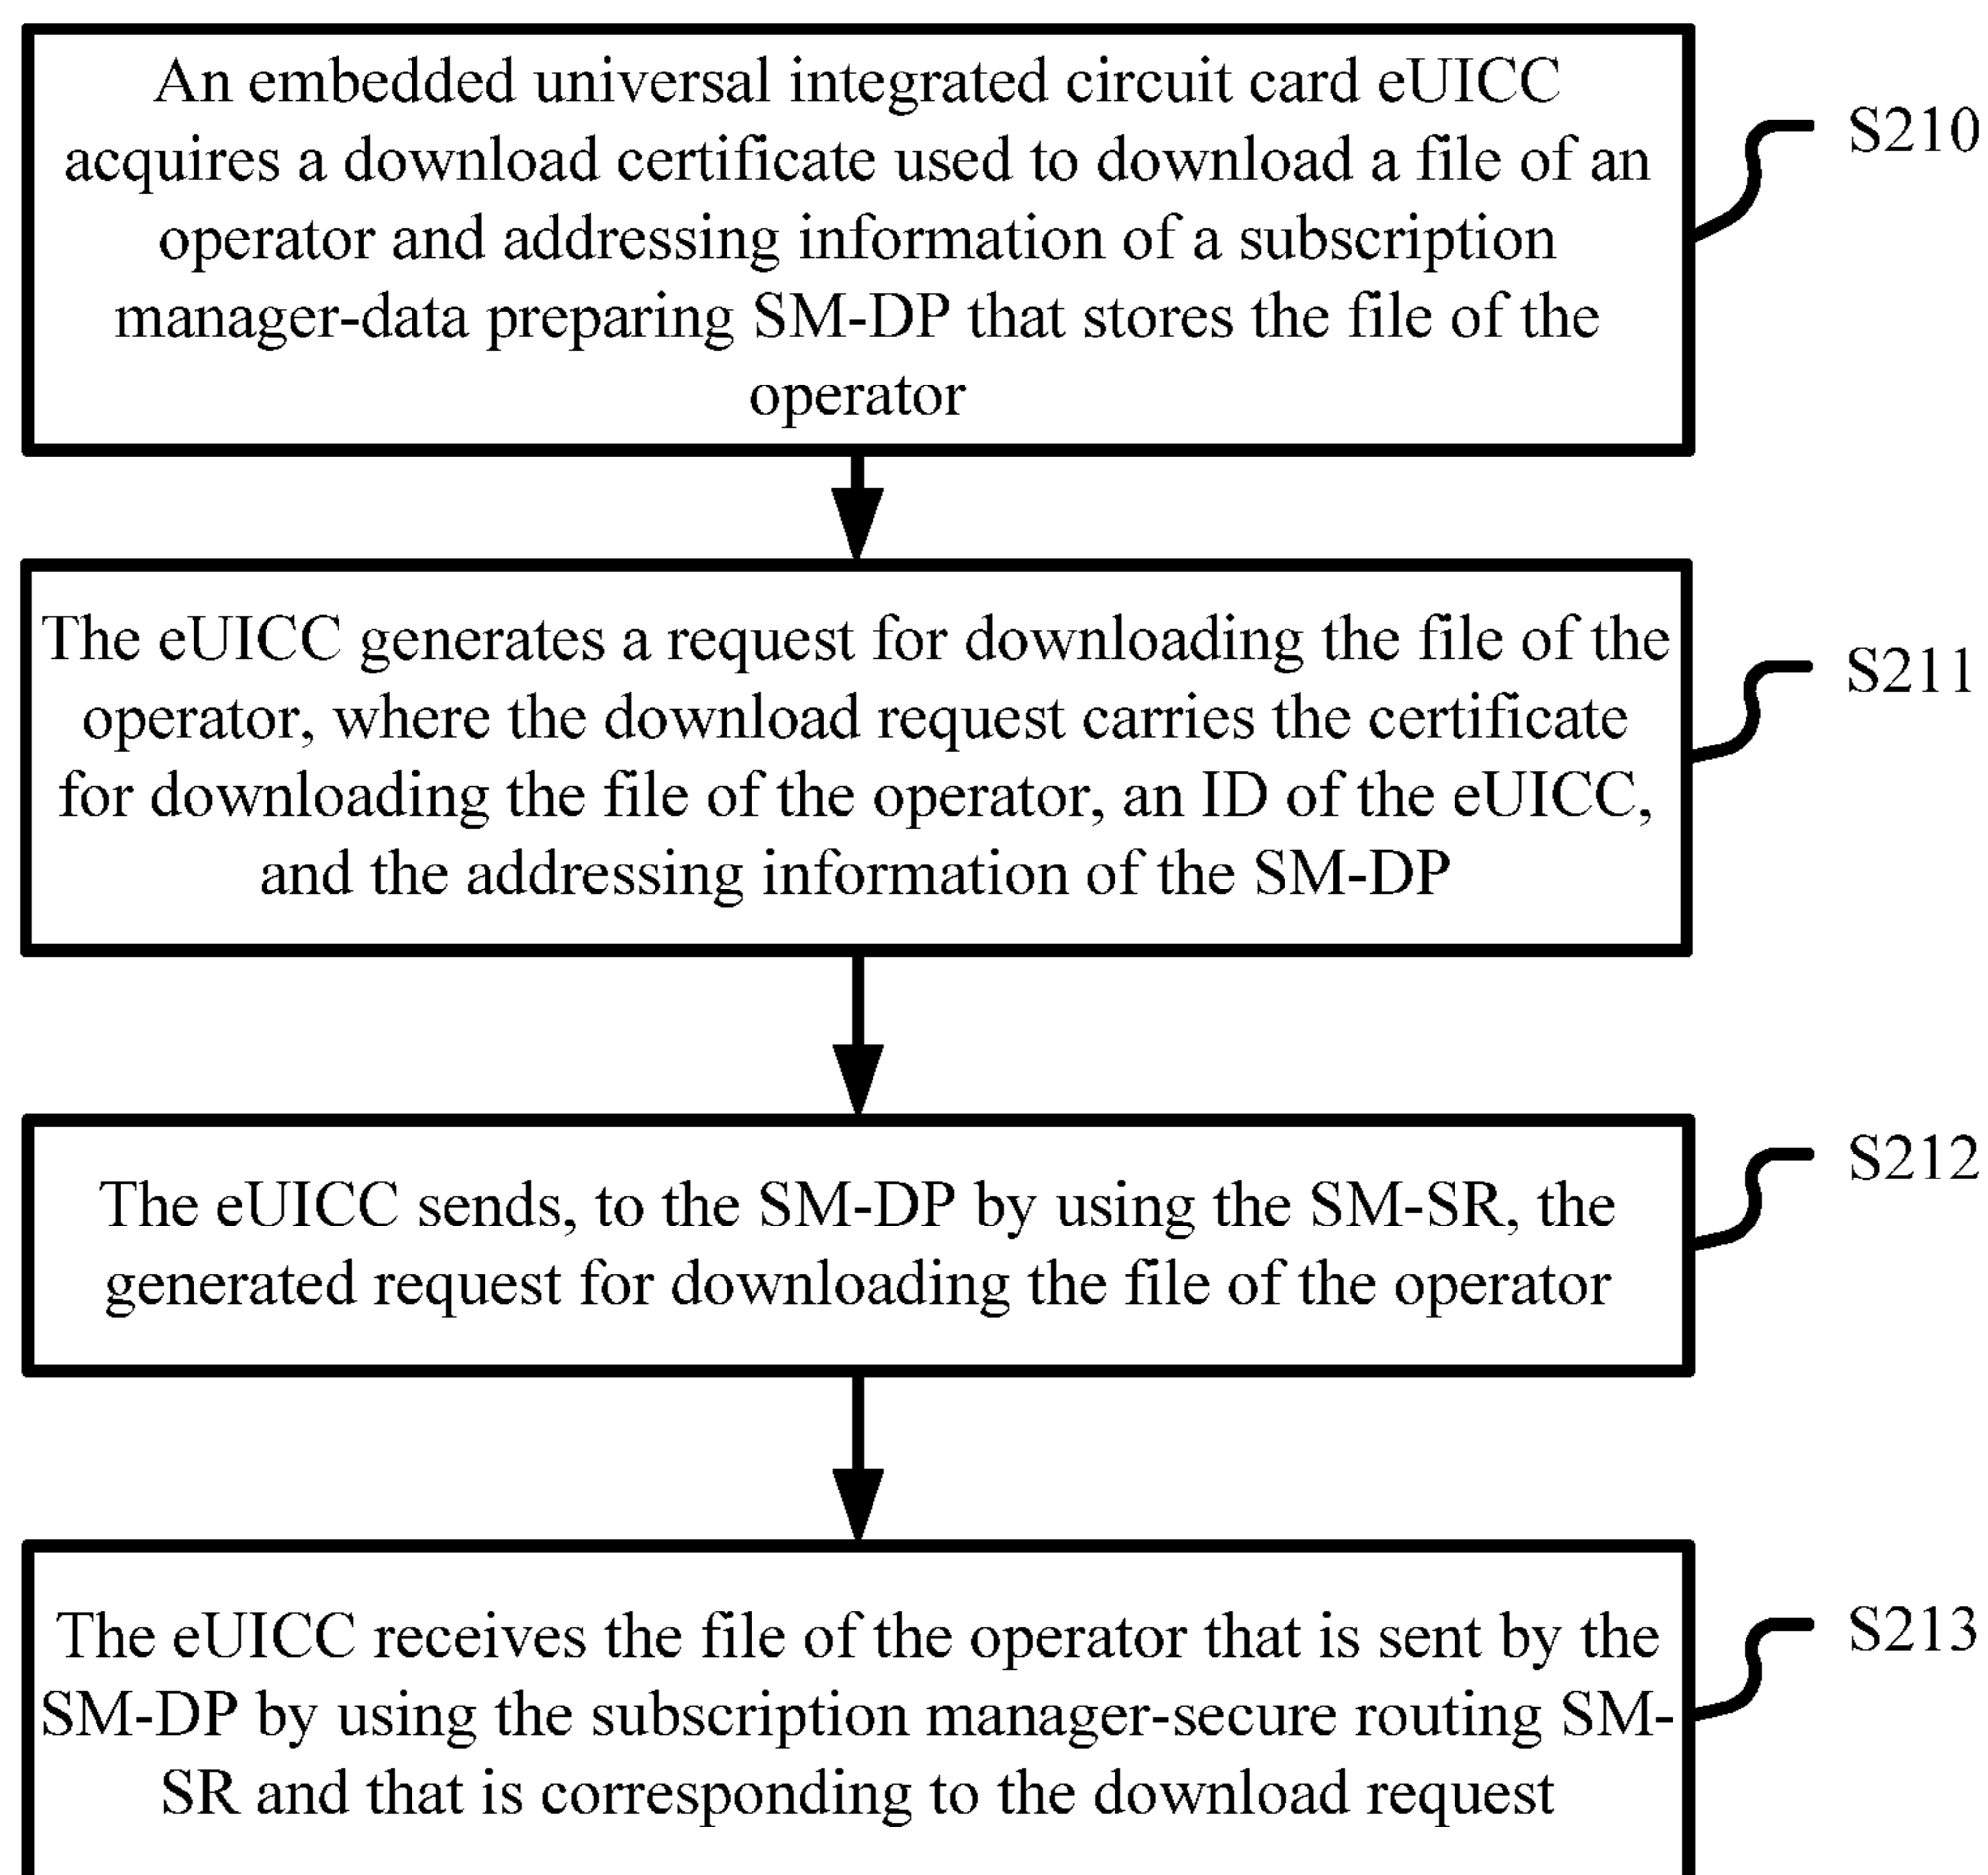 An embedded universal integrated circuit card eUICC
acquires a download certificate used to download a file of an
operator and addressing information of a subscription
manager-data preparing SM-DP that stores the file of the
operator
S210
The eUICC generates a request for downloading the file of the
operator, where the download request carries the certificate
for downloading the file of the operator, an ID of the eUICC,
and the addressing information of the SM-DP
S211
The eUICC sends, to the SM-DP by using the SM-SR, the
generated request for downloading the file of the operator
S212
The eUICC receives the file of the operator that is sent by the
SM-DP by using the subscription manager-secure routing SM-
SR and that is corresponding to the download request
S213